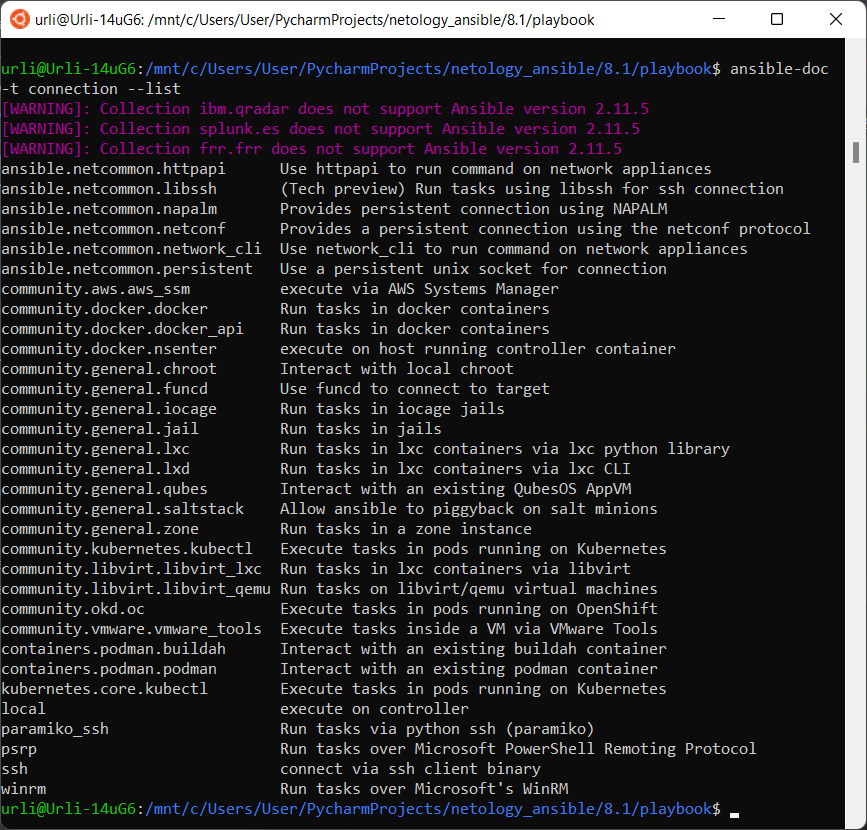 urli@Urli-14uG6: /mnt/c/Users/User/PycharmProjects/netology_ansible/8.1/playbook
urli@Urli-14uG6:/mnt/c/Users/User/PycharmProjects/netology_ansible/8.1/playbook$ ansible-doc
-t connection --list
[WARNING]: Collection ibm.qradar does not support Ansible version 2.11.5
[WARNING]: Collection splunk.es does not support Ansible version 2.11.5
[WARNING]: Collection frr.frr does not support Ansible version 2.11.5
ansible.netcommon.httpapi      Use httpapi to run command on network appliances
ansible.netcommon.libssh       (Tech preview) Run tasks using libssh for ssh connection
ansible.netcommon.napalm       Provides persistent connection using NAPALM
ansible.netcommon.netconf      Provides a persistent connection using the netconf protocol
ansible.netcommon.network_cli  Use network_cli to run command on network appliances
ansible.netcommon.persistent   Use a persistent unix socket for connection
community.aws.aws_ssm          execute via AWS Systems Manager
community.docker.docker        Run tasks in docker containers
community.docker.docker_api    Run tasks in docker containers
community.docker.nsenter       execute on host running controller container
community.general.chroot       Interact with local chroot
community.general.funcd        Use funcd to connect to target
community.general.iocage       Run tasks in iocage jails
community.general.jail         Run tasks in jails
community.general.lxc          Run tasks in lxc containers via lxc python library
community.general.lxd          Run tasks in lxc containers via lxc CLI
community.general.qubes        Interact with an existing QubesOS AppVM
community.general.saltstack    Allow ansible to piggyback on salt minions
community.general.zone         Run tasks in a zone instance
community.kubernetes.kubectl   Execute tasks in pods running on Kubernetes
community.libvirt.libvirt_lxc  Run tasks in lxc containers via libvirt
community.libvirt.libvirt_qemu Run tasks on libvirt/qemu virtual machines
community.okd.oc               Execute tasks in pods running on OpenShift
community.vmware.vmware_tools  Execute tasks inside a VM via VMware Tools
containers.podman.buildah      Interact with an existing buildah container
containers.podman.podman       Interact with an existing podman container
kubernetes.core.kubectl        Execute tasks in pods running on Kubernetes
local                          execute on controller
paramiko_ssh                   Run tasks via python ssh (paramiko)
psrp                           Run tasks over Microsoft PowerShell Remoting Protocol
ssh                            connect via ssh client binary
winrm                          Run tasks over Microsoft's WinRM
urli@Urli-14uG6:/mnt/c/Users/User/PycharmProjects/netology_ansible/8.1/playbook$